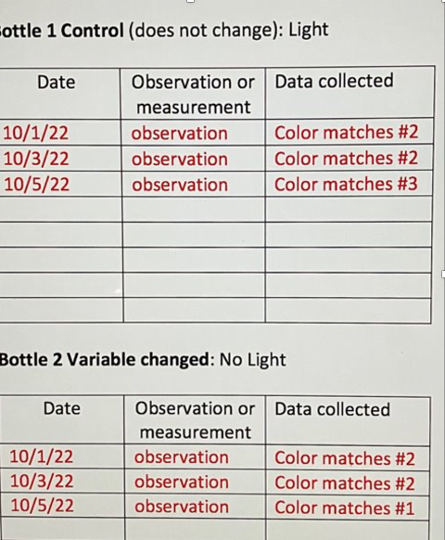 ottle 1 Control (does not change): Light
Date Observation or measurement Data collected
10/1/22 observation Color matches #2
10/3/22 observation Color matches #2
10/5/22 observation Color matches #3
Bottle 2 Variable changed: No Light
Date Observation or measurement Data collected
10/1/22 observation Color matches #2
10/3/22 observation Color matches #2
10/5/22 observation Color matches #1